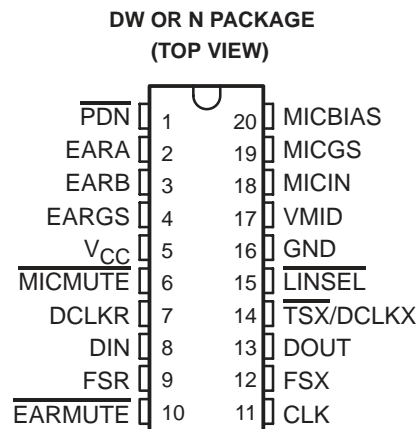 DW OR N PACKAGE
(TOP VIEW)
PDN 1 20 MICBIAS
EARA 2 19 MICGS
EARB 3 18 MICIN
EARGS 4 17 VMID
VCC 5 16 GND
MICMUTE 6 15 LINSEL
DCLKR 7 14 TSX/DCLKX
DIN 8 13 DOUT
FSR 9 12 FSX
EARMUTE 10 11 CLK